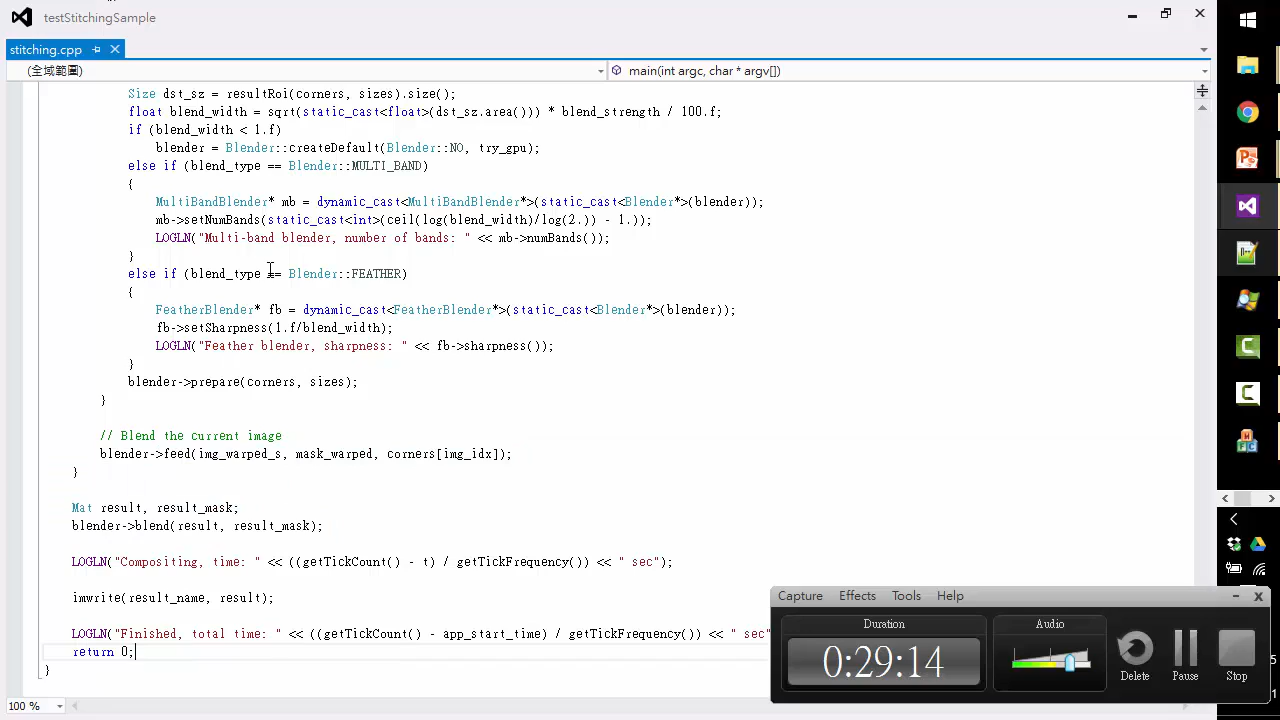 testStitchingSample
stitching.cpp
(全域範圍)
main(int argc, char * argv[])
Size dst_sz = resultRoi(corners, sizes).size();
float blend_width = sqrt(static_cast<float>(dst_sz.area())) * blend_strength / 100.f;
if (blend_width < 1.f)
blender = Blender::createDefault(Blender::NO, try_gpu);
else if (blend_type == Blender::MULTI_BAND)
{
MultiBandBlender* mb = dynamic_cast<MultiBandBlender*>(static_cast<Blender*>(blender));
mb->setNumBands(static_cast<int>(ceil(log(blend_width)/log(2.)) - 1.));
LOGLN("Multi-band blender, number of bands: " << mb->numBands());
}
else if (blend_type == Blender::FEATHER)
{
FeatherBlender* fb = dynamic_cast<FeatherBlender*>(static_cast<Blender*>(blender));
fb->setSharpness(1.f/blend_width);
LOGLN("Feather blender, sharpness: " << fb->sharpness());
}
blender->prepare(corners, sizes);
}
// Blend the current image
blender->feed(img_warped_s, mask_warped, corners[img_idx]);
}
Mat result, result_mask;
blender->blend(result, result_mask);
LOGLN("Compositing, time: " << ((getTickCount() - t) / getTickFrequency()) << " sec");
imwrite(result_name, result);
LOGLN("Finished, total time: " << ((getTickCount() - app_start_time) / getTickFrequency()) << " sec"
return 0;
}
100 %
Capture Effects Tools Help
Duration
0:29:14
Audio
Delete
Pause
Stop